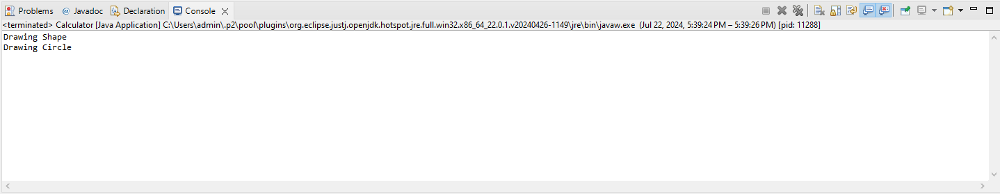 Problems @ Javadoc Declaration Console
<terminated> Calculator [Java Application] C:\Users\admin\.p2\pool\plugins\org.eclipse.justj.openjdk.hotspot.jre.full.win32.x86_64_22.0.1.v20240426-1149\jre\bin\javaw.exe (Jul 22, 2024, 5:39:24 PM – 5:39:26 PM) [pid: 11288]
Drawing Shape
Drawing Circle